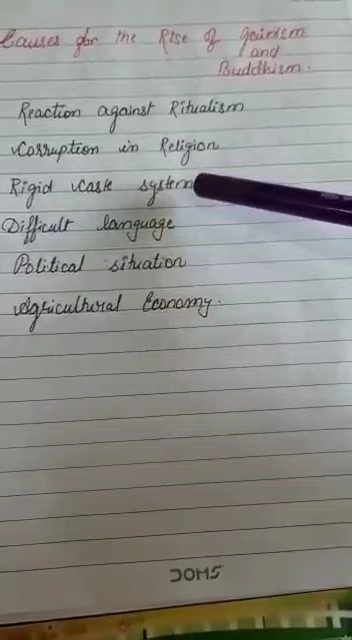 Causes for the Rise of Jainism
and
Buddhism.
Reaction against Ritualism
Corruption in Religion
Rigid caste system
Difficult language
Political situation
Agricultural Economy.
DOMS